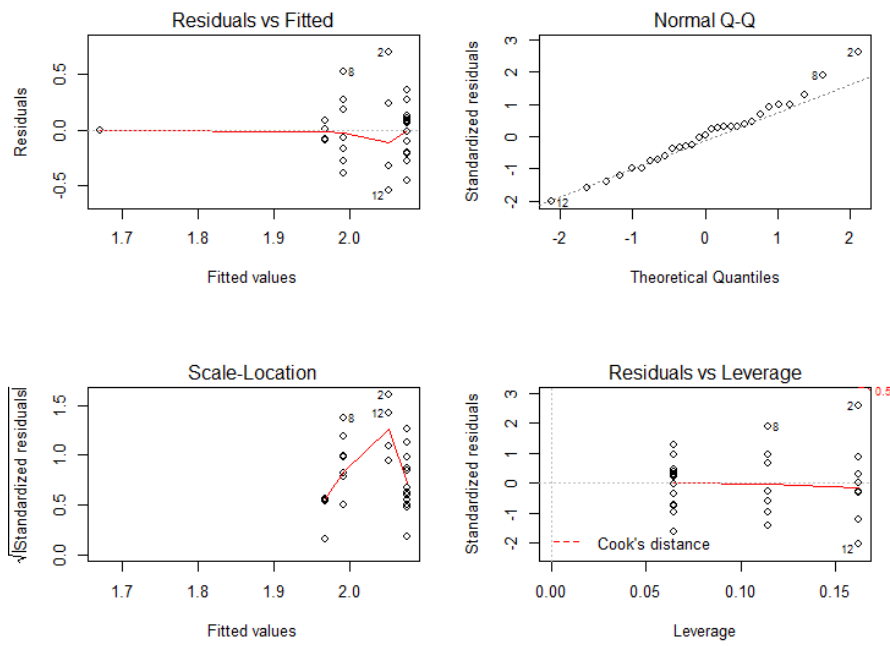 Residuals vs Fitted
Residuals
0.5
0.0
-0.5
2
8
12
1.7 1.8 1.9 2.0
Fitted values
Normal Q-Q
Standardized residuals
3
2
1
0
-1
-2
2
8
12
-2 -1 0 1 2
Theoretical Quantiles
Scale-Location
√|Standardized residuals|
1.5
1.0
0.5
0.0
2
12
8
1.7 1.8 1.9 2.0
Fitted values
Residuals vs Leverage
Standardized residuals
3
2
1
0
-1
-2
0.5
2
8
12
Cook's distance
0.00 0.05 0.10 0.15
Leverage